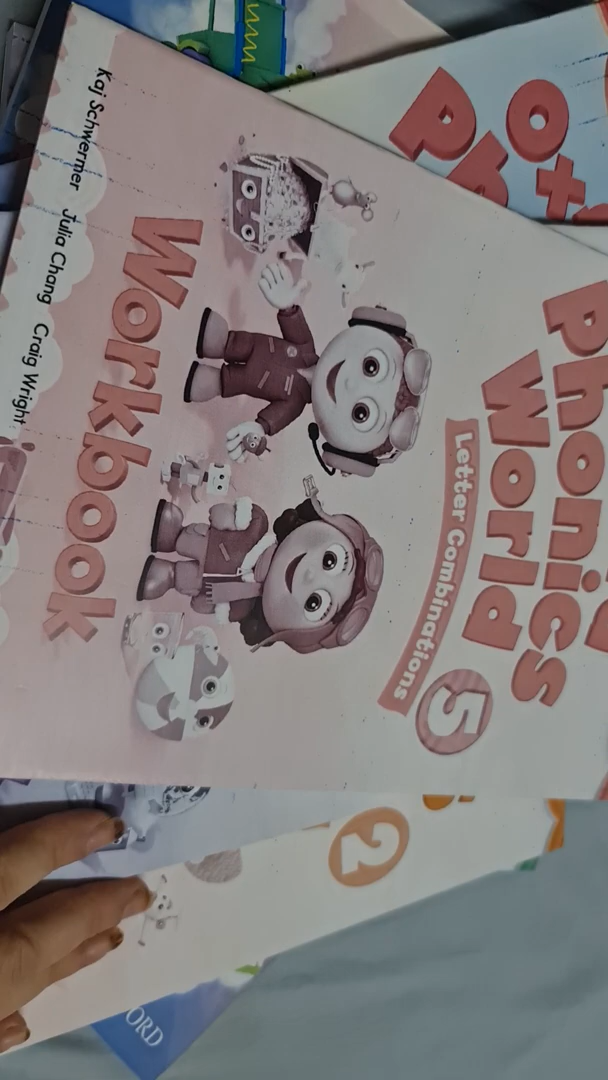 Phonics
World
5
Letter Combinations
Workbook
Kaj Schwermer Julia Chang Craig Wright
2
ORD